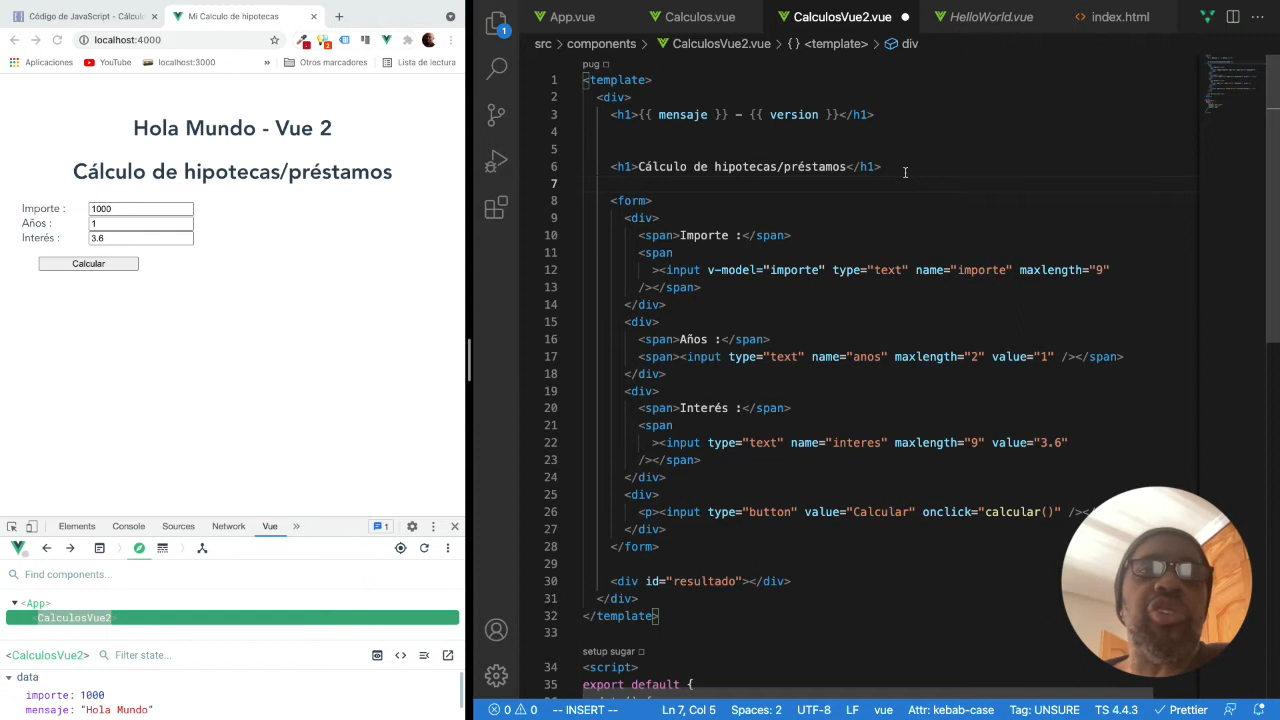 Código de JavaScript - Calculo
Mi Calculo de hipotecas
localhost:4000
Aplicaciones
YouTube
localhost:3000
»
Otros marcadores
Lista de lectura
Hola Mundo - Vue 2
Cálculo de hipotecas/préstamos
Importe : 1000
Años : 1
Interés : 3.6
Calcular
Elements Console Sources Network Vue » 1
Find components...
<App>
CalculosVue2
<CalculosVue2> Filter state...
data
importe: 1000
mensaje: "Hola Mundo"
App.vue
Calculos.vue
CalculosVue2.vue
HelloWorld.vue
index.html
src > components > CalculosVue2.vue > {} <template> > div
pug
1 <template>
2 <div>
3 <h1>{{ mensaje }} - {{ version }}</h1>
4
5
6 <h1>Cálculo de hipotecas/préstamos</h1>
7
8 <form>
9 <div>
10 <span>Importe :</span>
11 <span
12 ><input v-model="importe" type="text" name="importe" maxlength="9"
13 /></span>
14 </div>
15 <div>
16 <span>Años :</span>
17 <span><input type="text" name="anos" maxlength="2" value="1" /></span>
18 </div>
19 <div>
20 <span>Interés :</span>
21 <span
22 ><input type="text" name="interes" maxlength="9" value="3.6"
23 /></span>
24 </div>
25 <div>
26 <p><input type="button" value="Calcular" onclick="calcular()" /><
27 </div>
28 </form>
29
30 <div id="resultado"></div>
31 </div>
32 </template>
33
setup sugar
34 <script>
35 export default {
1
0 0 -- INSERT -- Ln 7, Col 5 Spaces: 2 UTF-8 LF vue Attr: kebab-case Tag: UNSURE TS 4.4.3 Prettier